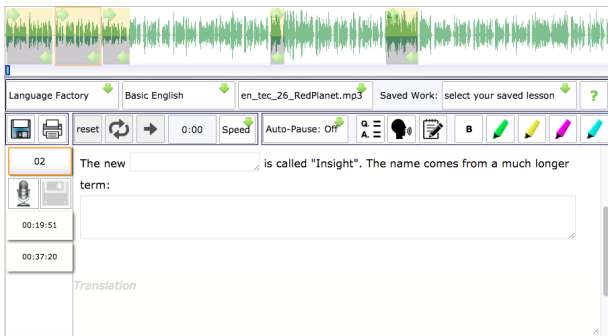 Language Factory Basic English en_tec_26_RedPlanet.mp3 Saved Work: select your saved lesson ?
reset 0:00 Speed Auto-Pause: Off Q. A. B
02
The new is called "Insight". The name comes from a much longer
term:
00:19:51
00:37:20
Translation